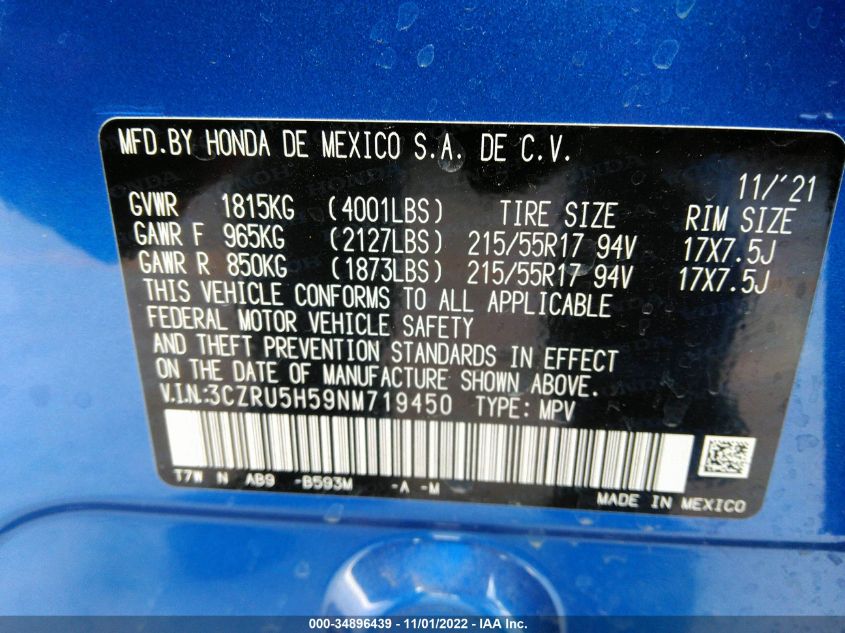 MFD.BY HONDA DE MEXICO S.A. DE C.V.
11/'21
GVWR 1815KG (4001LBS) TIRE SIZE RIM SIZE
GAWR F 965KG (2127LBS) 215/55R17 94V 17X7.5J
GAWR R 850KG (1873LBS) 215/55R17 94V 17X7.5J
THIS VEHICLE CONFORMS TO ALL APPLICABLE
FEDERAL MOTOR VEHICLE SAFETY
AND THEFT PREVENTION STANDARDS IN EFFECT
ON THE DATE OF MANUFACTURE SHOWN ABOVE.
V.I.N.:3CZRU5H59NM719450 TYPE: MPV
T7W N AB9 -B593M -A -M
MADE IN MEXICO
000-34896439 - 11/01/2022 - IAA Inc.